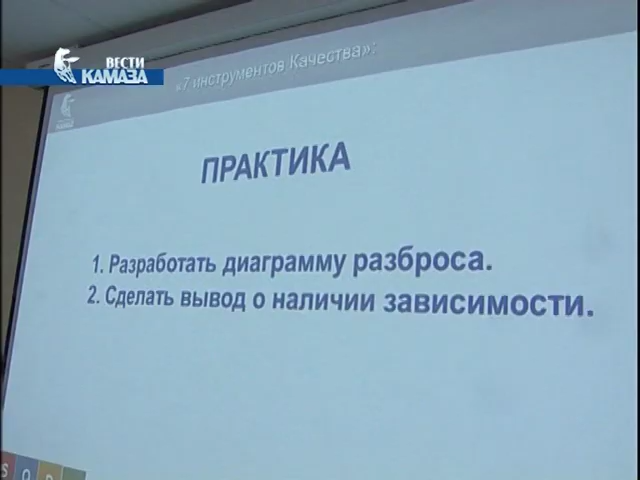 ВЕСТИ
КАМАЗА
«7 инструментов Качества»:
ПРАКТИКА
1. Разработать диаграмму разброса.
2. Сделать вывод о наличии зависимости.
S Q D